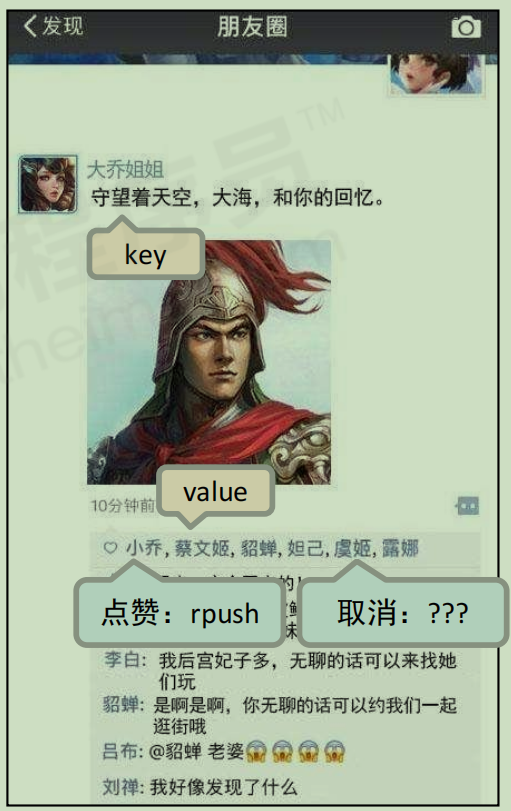 发现
朋友圈
大乔姐姐
守望着天空，大海，和你的回忆。
key
value
10分钟前
小乔, 蔡文姬, 貂蝉, 妲己, 虞姬, 露娜
点赞：rpush
取消：???
李白: 我后宫妃子多，无聊的话可以来找她
们玩
貂蝉: 是啊是啊，你无聊的话可以约我们一起
逛街哦
吕布: @貂蝉 老婆😱😱😱😱
刘禅: 我好像发现了什么